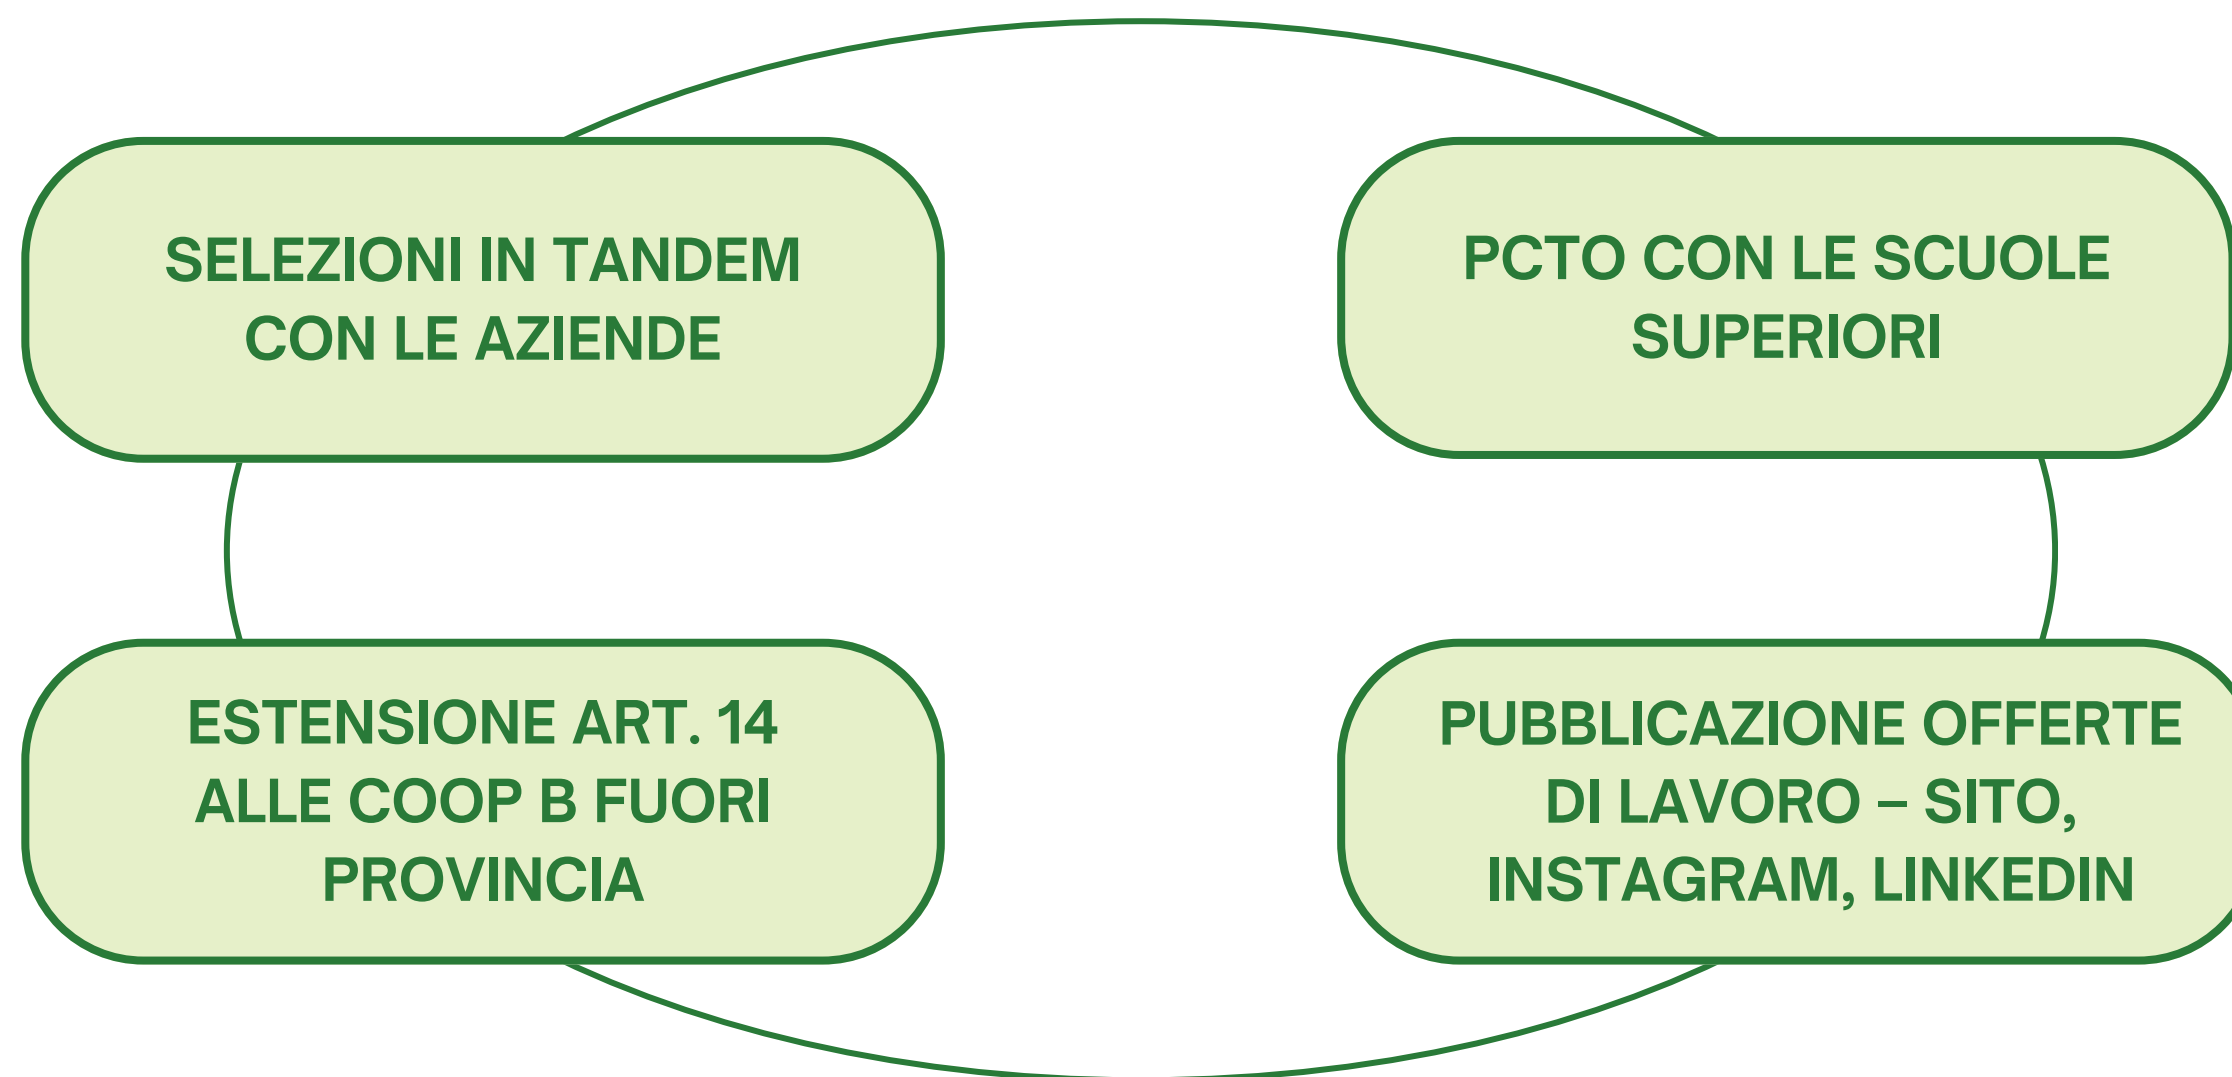 SELEZIONI IN TANDEM
CON LE AZIENDE
PCTO CON LE SCUOLE
SUPERIORI
ESTENSIONE ART. 14
ALLE COOP B FUORI
PROVINCIA
PUBBLICAZIONE OFFERTE
DI LAVORO – SITO,
INSTAGRAM, LINKEDIN